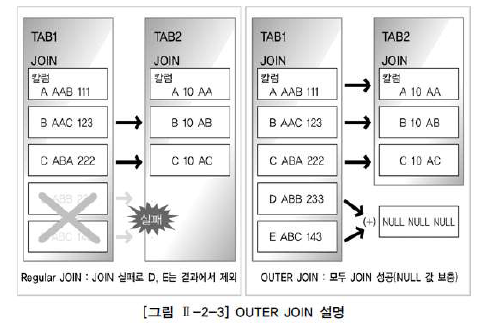 TAB1
JOIN
칼럼
A AAB 111
B AAC 123
C ABA 222
TAB2
JOIN
칼럼
A 10 AA
B 10 AB
C 10 AC
실패
Regular JOIN : JOIN 실패로 D, E는 결과에서 제외
TAB1
JOIN
칼럼
A AAB 111
B AAC 123
C ABA 222
D ABB 233
E ABC 143
TAB2
JOIN
칼럼
A 10 AA
B 10 AB
C 10 AC
(+)
NULL NULL NULL
OUTER JOIN : 모두 JOIN 성공(NULL 값 보충)
[그림 Ⅱ-2-3] OUTER JOIN 설명